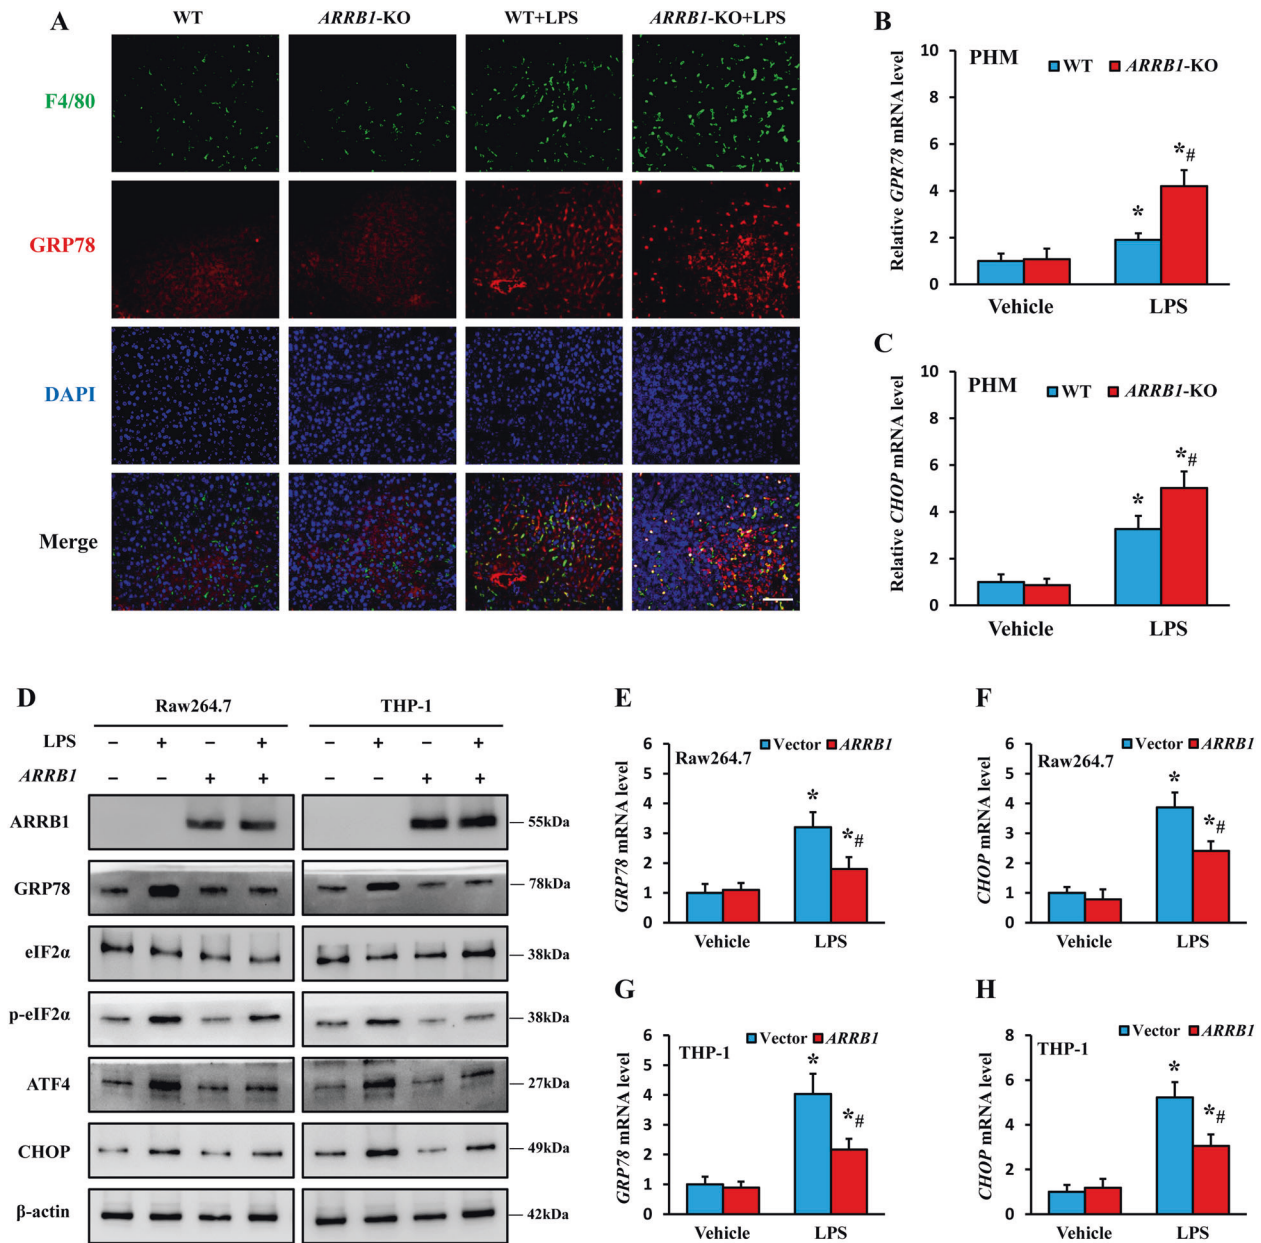 A
WT
ARRB1-KO
WT+LPS
ARRB1-KO+LPS
F4/80
GRP78
DAPI
Merge
B
PHM
WT
ARRB1-KO
Relative GPR78 mRNA level
10
8
6
4
2
0
*
*#
Vehicle
LPS
C
PHM
WT
ARRB1-KO
Relative CHOP mRNA level
10
8
6
4
2
0
*
*#
Vehicle
LPS
D
Raw264.7
THP-1
LPS
– + – + – + – +
ARRB1
– – + + – – + +
ARRB1
55kDa
GRP78
78kDa
eIF2α
38kDa
p-eIF2α
38kDa
ATF4
27kDa
CHOP
49kDa
β-actin
42kDa
E
Vector
ARRB1
Raw264.7
GRP78 mRNA level
6
5
4
3
2
1
0
*
*#
Vehicle
LPS
F
Vector
ARRB1
Raw264.7
CHOP mRNA level
6
5
4
3
2
1
0
*
*#
Vehicle
LPS
G
Vector
ARRB1
THP-1
GRP78 mRNA level
6
5
4
3
2
1
0
*
*#
Vehicle
LPS
H
Vector
ARRB1
THP-1
CHOP mRNA level
8
6
4
2
0
*
*#
Vehicle
LPS